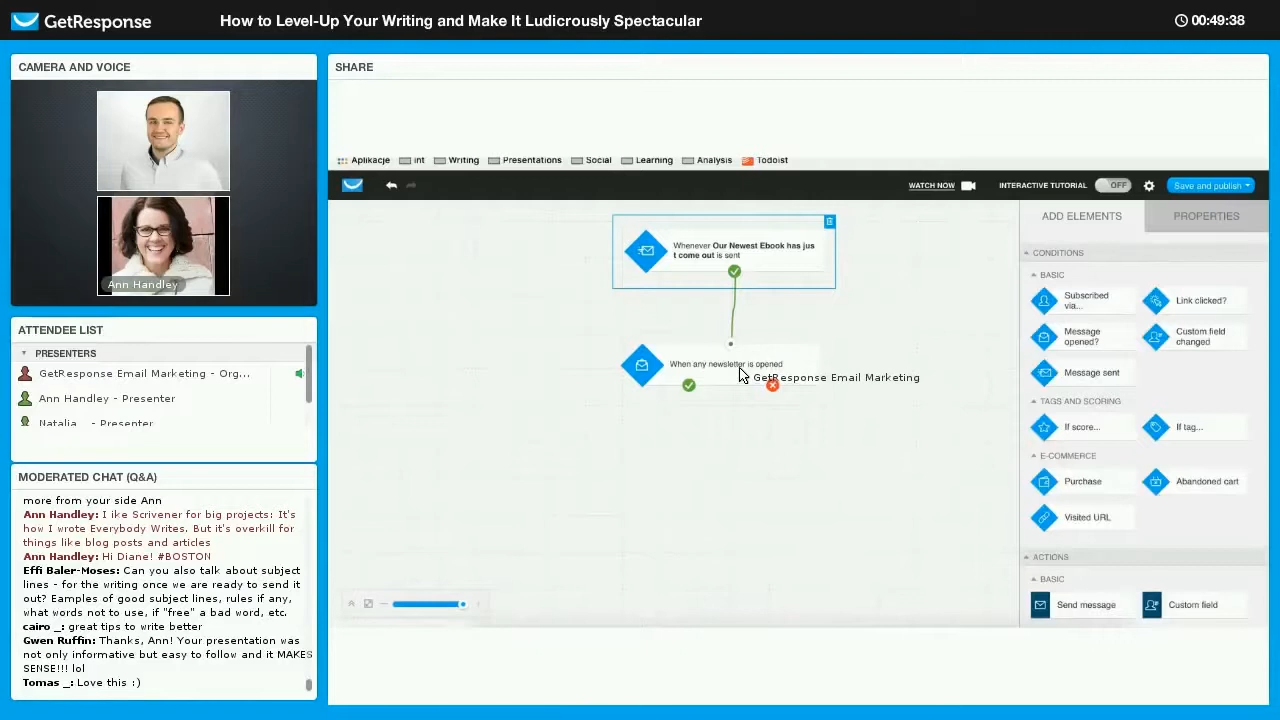 GetResponse
How to Level-Up Your Writing and Make It Ludicrously Spectacular
00:49:38
CAMERA AND VOICE
Ann Handley
ATTENDEE LIST
PRESENTERS
GetResponse Email Marketing - Org...
Ann Handley - Presenter
Natalia _ - Presenter
MODERATED CHAT (Q&A)
more from your side Ann
Ann Handley: I ike Scrivener for big projects: It's
how I wrote Everybody Writes. But it's overkill for
things like blog posts and articles
Ann Handley: Hi Diane! #BOSTON
Effi Baler-Moses: Can you also talk about subject
lines - for the writing once we are ready to send it
out? Eamples of good subject lines, rules if any,
what words not to use, if "free" a bad word, etc.
cairo _: great tips to write better
Gwen Ruffin: Thanks, Ann! Your presentation was
not only informative but easy to follow and it MAKES
SENSE!!! lol
Tomas _: Love this :)
SHARE
Aplikacje int Writing Presentations Social Learning Analysis Todoist
WATCH NOW INTERACTIVE TUTORIAL OFF Save and publish
Whenever Our Newest Ebook has jus
t come out is sent
When any newsletter is opened
GetResponse Email Marketing
ADD ELEMENTS PROPERTIES
CONDITIONS
BASIC
Subscribed
via...
Link clicked?
Message
opened?
Custom field
changed
Message sent
TAGS AND SCORING
If score... If tag...
E-COMMERCE
Purchase Abandoned cart
Visited URL
ACTIONS
BASIC
Send message Custom field